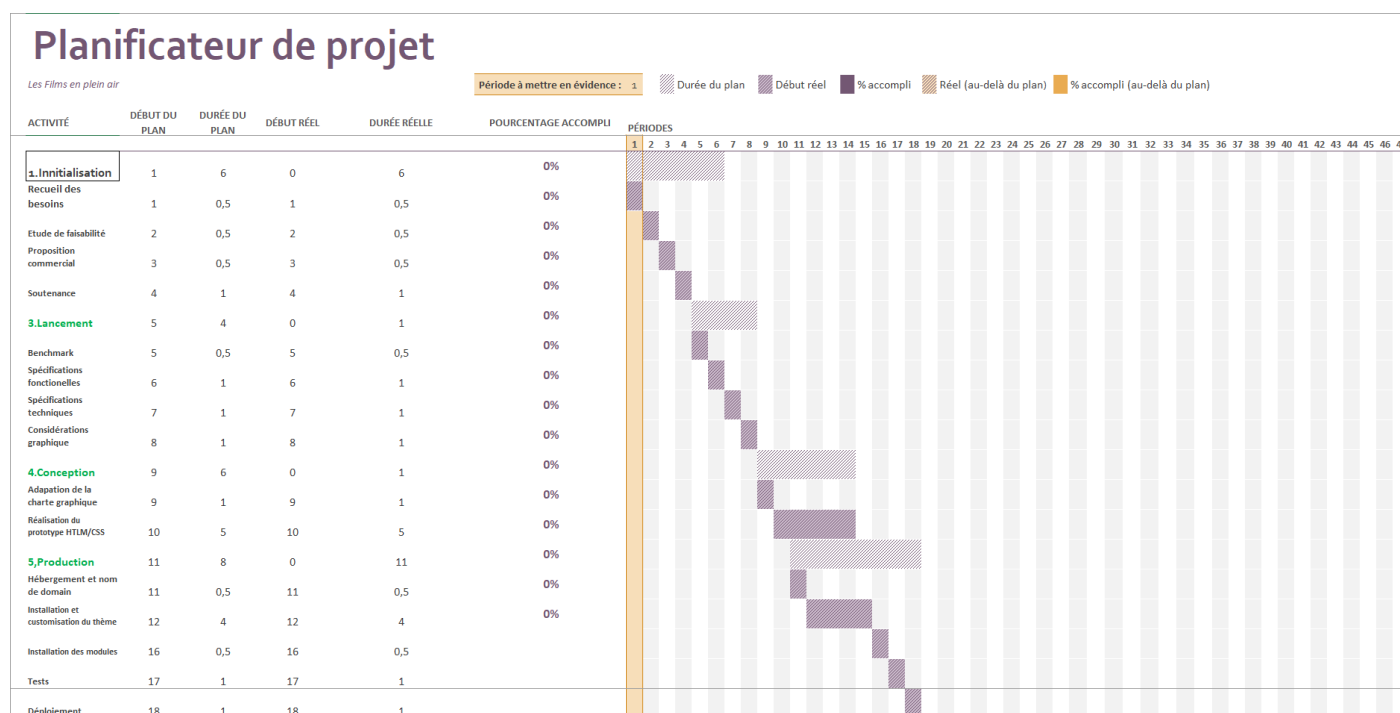 Planificateur de projet
Les Films en plein air
Période à mettre en évidence : 1 Durée du plan Début réel % accompli Réel (au-delà du plan) % accompli (au-delà du plan)
ACTIVITÉ DÉBUT DU PLAN DURÉE DU PLAN DÉBUT RÉEL DURÉE RÉELLE POURCENTAGE ACCOMPLI PÉRIODES
1 2 3 4 5 6 7 8 9 10 11 12 13 14 15 16 17 18 19 20 21 22 23 24 25 26 27 28 29 30 31 32 33 34 35 36 37 38 39 40 41 42 43 44 45 46
1.Innitialisation 1 6 0 6 0%
Recueil des besoins 1 0,5 1 0,5 0%
Etude de faisabilité 2 0,5 2 0,5 0%
Proposition commercial 3 0,5 3 0,5 0%
Soutenance 4 1 4 1 0%
3.Lancement 5 4 0 1 0%
Benchmark 5 0,5 5 0,5 0%
Spécifications fonctionelles 6 1 6 1 0%
Spécifications techniques 7 1 7 1 0%
Considérations graphique 8 1 8 1 0%
4.Conception 9 6 0 1 0%
Adapation de la charte graphique 9 1 9 1 0%
Réalisation du prototype HTLM/CSS 10 5 10 5 0%
5,Production 11 8 0 11 0%
Hébergement et nom de domain 11 0,5 11 0,5 0%
Installation et customisation du thème 12 4 12 4 0%
Installation des modules 16 0,5 16 0,5
Tests 17 1 17 1
Déploiement 18 1 18 1